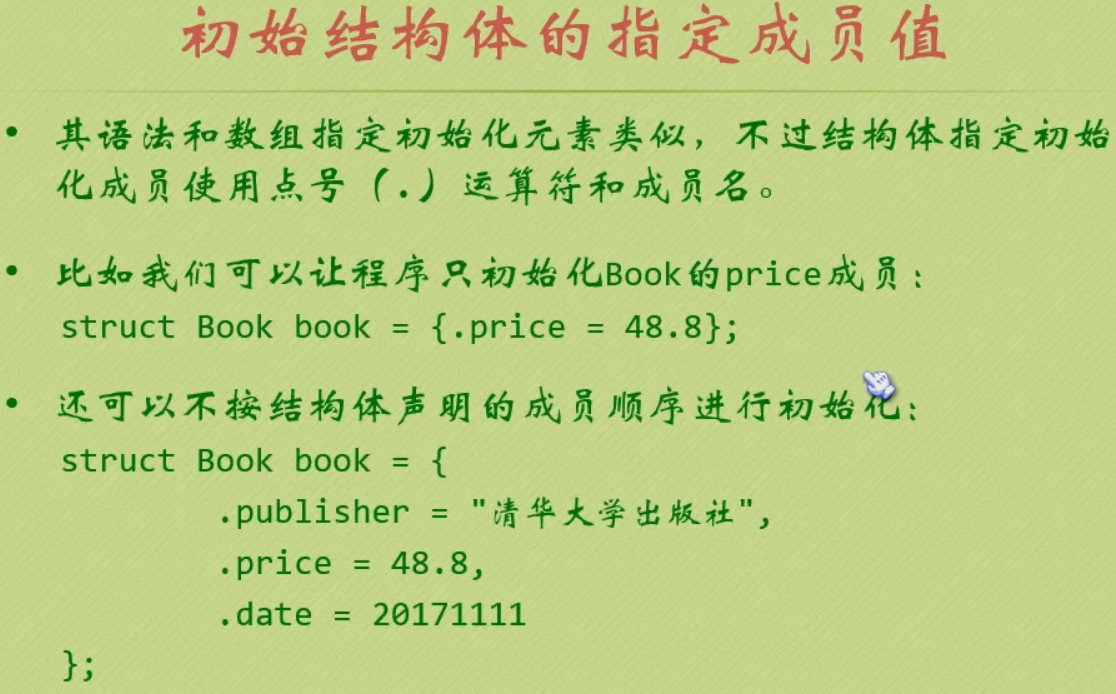 初始结构体的指定成员值
• 其语法和数组指定初始化元素类似，不过结构体指定初始
化成员使用点号（.）运算符和成员名。
• 比如我们可以让程序只初始化Book的price成员：
struct Book book = {.price = 48.8};
• 还可以不按结构体声明的成员顺序进行初始化：
struct Book book = {
.publisher = "清华大学出版社",
.price = 48.8,
.date = 20171111
};